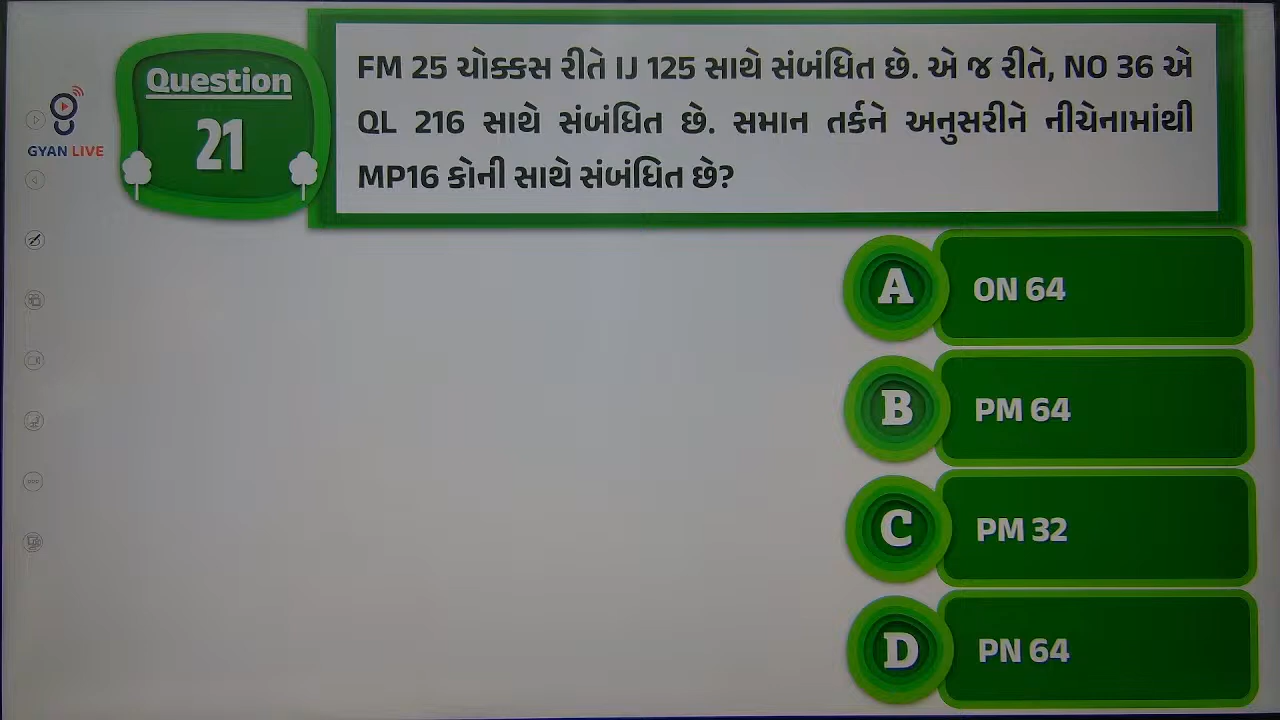 Question
21
GYAN LIVE
FM 25 ચોક્કસ રીતે IJ 125 સાથે સંબંધિત છે. એ જ રીતે, NO 36 એ
QL 216 સાથે સંબંધિત છે. સમાન તર્કને અનુસરીને નીચેનામાંથી
MP16 કોની સાથે સંબંધિત છે?
A ON 64
B PM 64
C PM 32
D PN 64